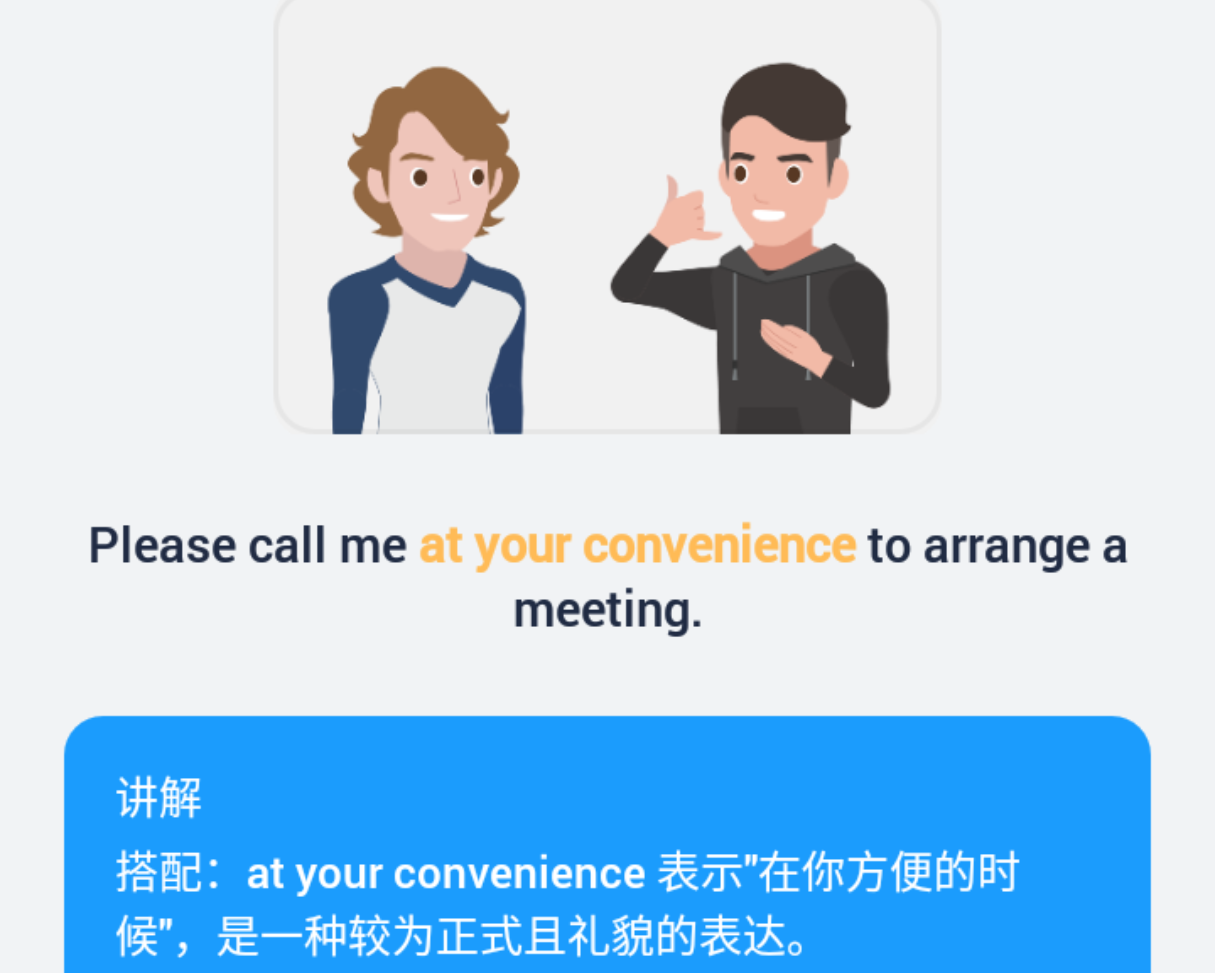 Please call me at your convenience to arrange a
meeting.
讲解
搭配：at your convenience 表示"在你方便的时
候"，是一种较为正式且礼貌的表达。